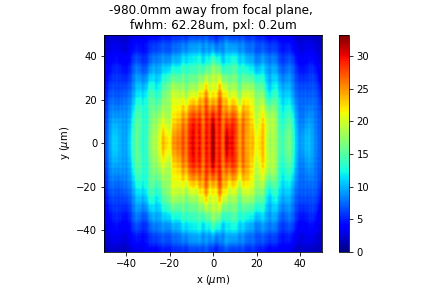 -980.0mm away from focal plane,
fwhm: 62.28um, pxl: 0.2um
40
20
0
−20
−40
y (μm)
−40 −20 0 20 40
x (μm)
30
25
20
15
10
5
0